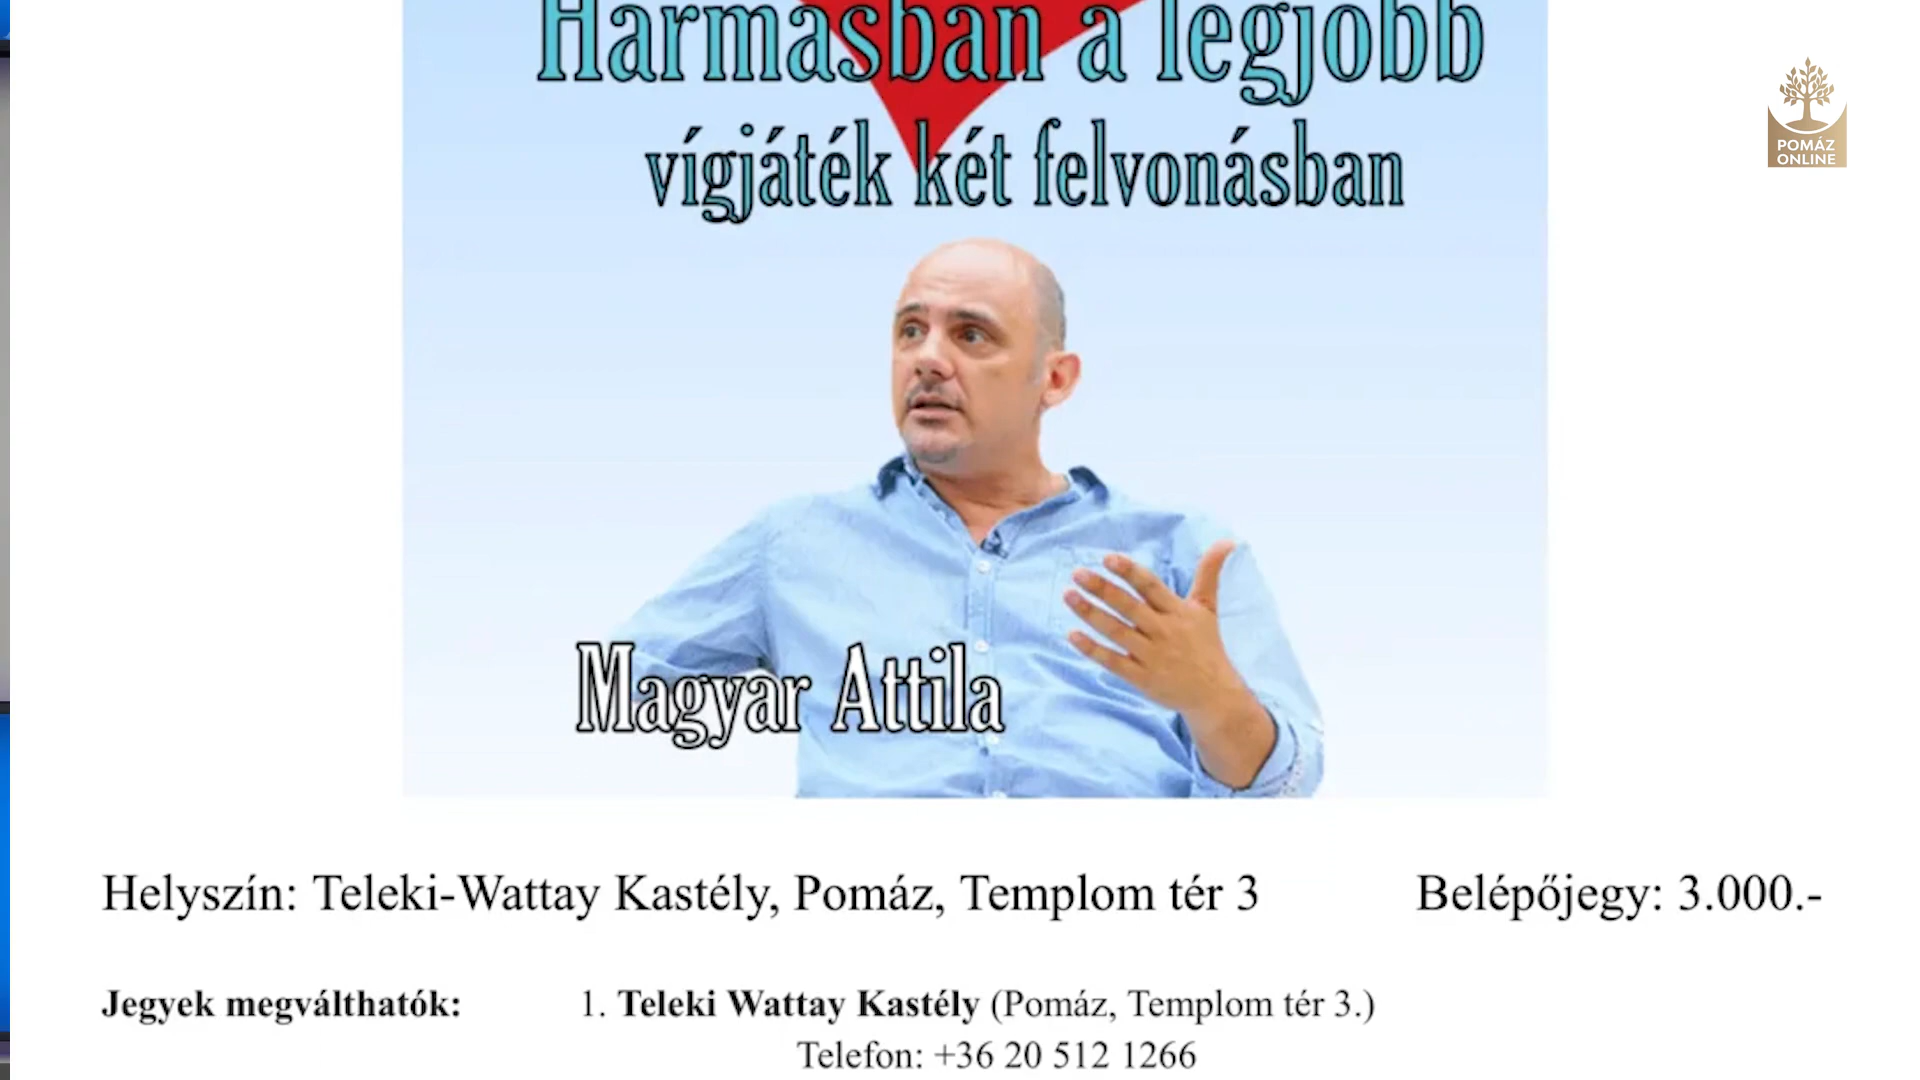 Hármasban a legjobb
vígjáték két felvonásban
POMÁZ
ONLINE
Magyar Attila
Helyszín: Teleki-Wattay Kastély, Pomáz, Templom tér 3
Belépőjegy: 3.000.-
Jegyek megválthatók:
1. Teleki Wattay Kastély (Pomáz, Templom tér 3.)
Telefon: +36 20 512 1266